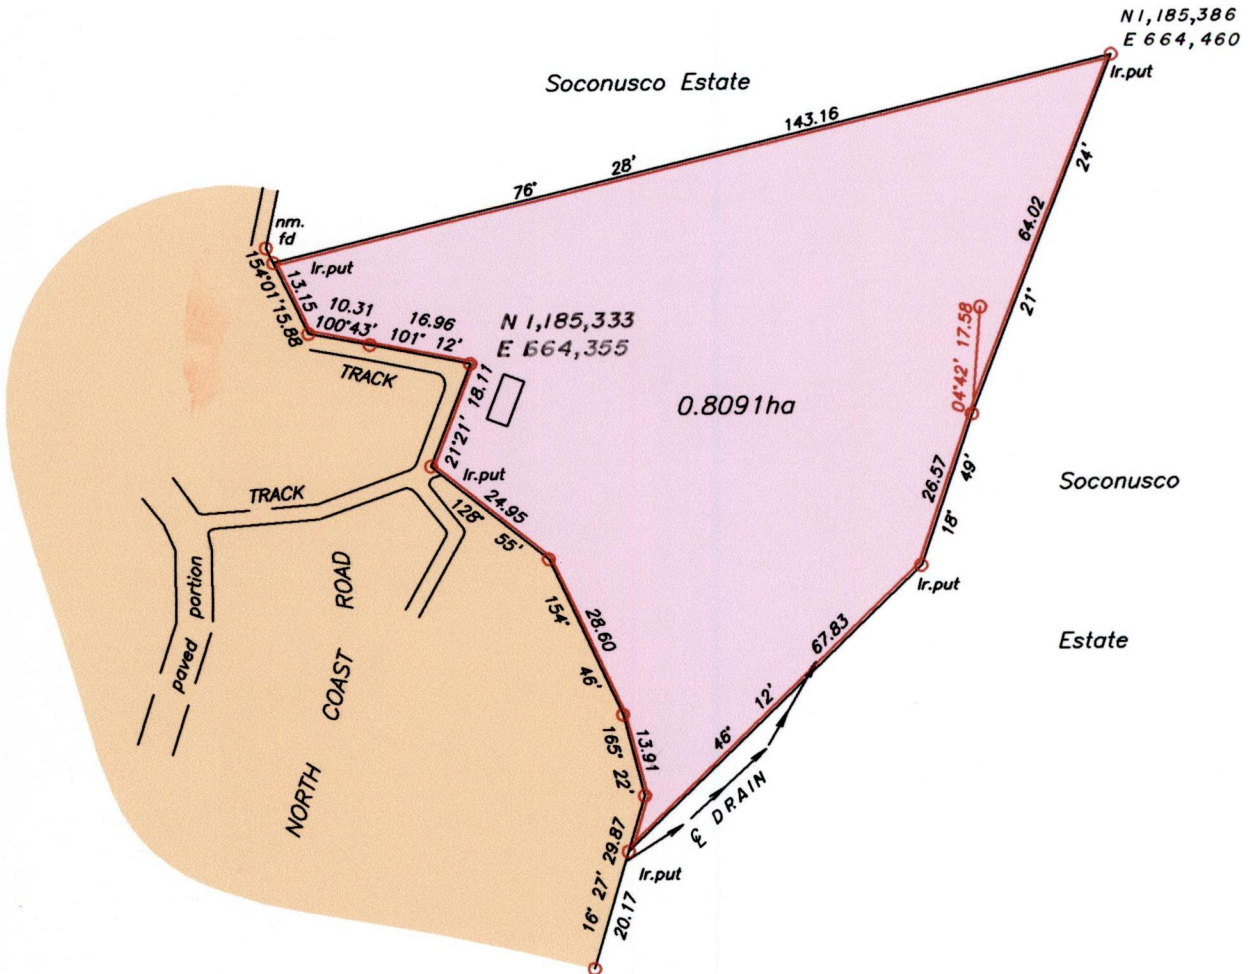 N 1,185,386
E 664,460
Ir.put
Soconusco Estate
143.16
28'
76°
24'
64.02
21°
nm.
fd
Ir.put
154°01'15.88
13.15
10.31
100°43'
16.96
101° 12'
N 1,185,333
E 664,355
TRACK
18.11
21°21'
0.8091ha
04°42' 17.58
Ir.put
26.57
49'
18°
Soconusco
TRACK
24.95
128° 55'
Ir.put
paved portion
NORTH COAST ROAD
28.60
154° 46'
67.83
46° 12'
Estate
13.91
165° 22'
℄ DRAIN
29.87
16° 27'
20.17
Ir.put